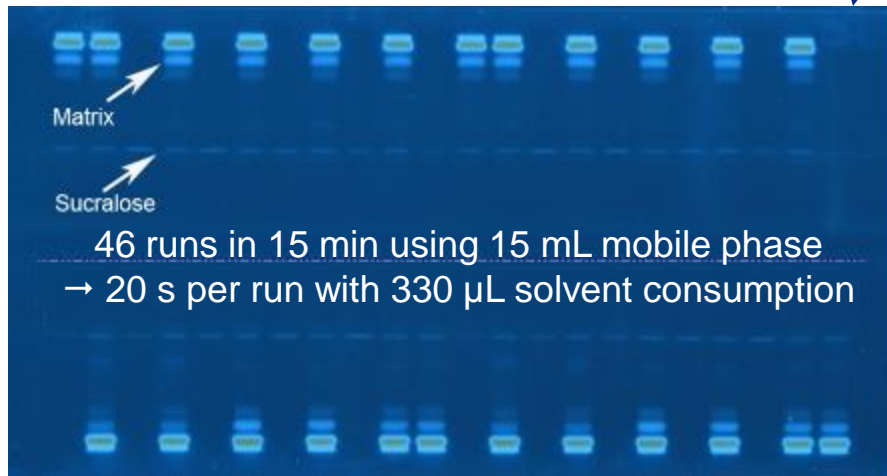 Matrix
Sucralose
46 runs in 15 min using 15 mL mobile phase
→ 20 s per run with 330 µL solvent consumption